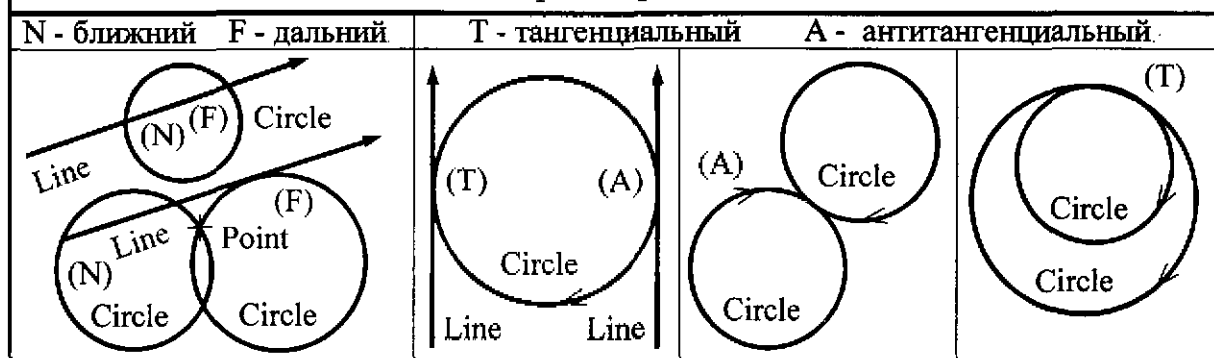 N - ближний F - дальний
T - тангенциальный A - антитангенциальный
(N) (F) Circle
Line
(F)
Line Point
(N)
Circle Circle
(T) (A)
Circle
Line Line
(A) Circle
Circle
(T)
Circle
Circle